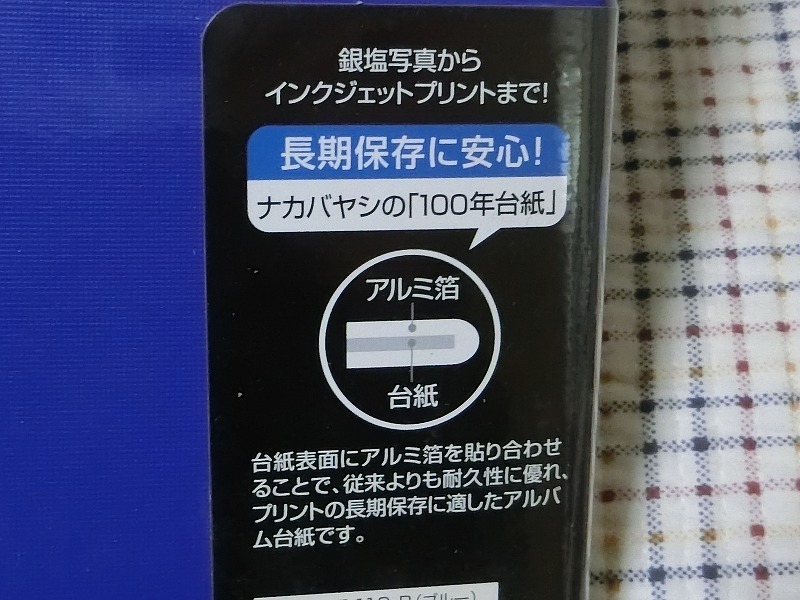 銀塩写真から
インクジェットプリントまで!
長期保存に安心!
ナカバヤシの「100年台紙」
アルミ箔
台紙
台紙表面にアルミ箔を貼り合わせ
ることで、従来よりも耐久性に優れ、
プリントの長期保存に適したアルバ
ム台紙です。
(ブルー)